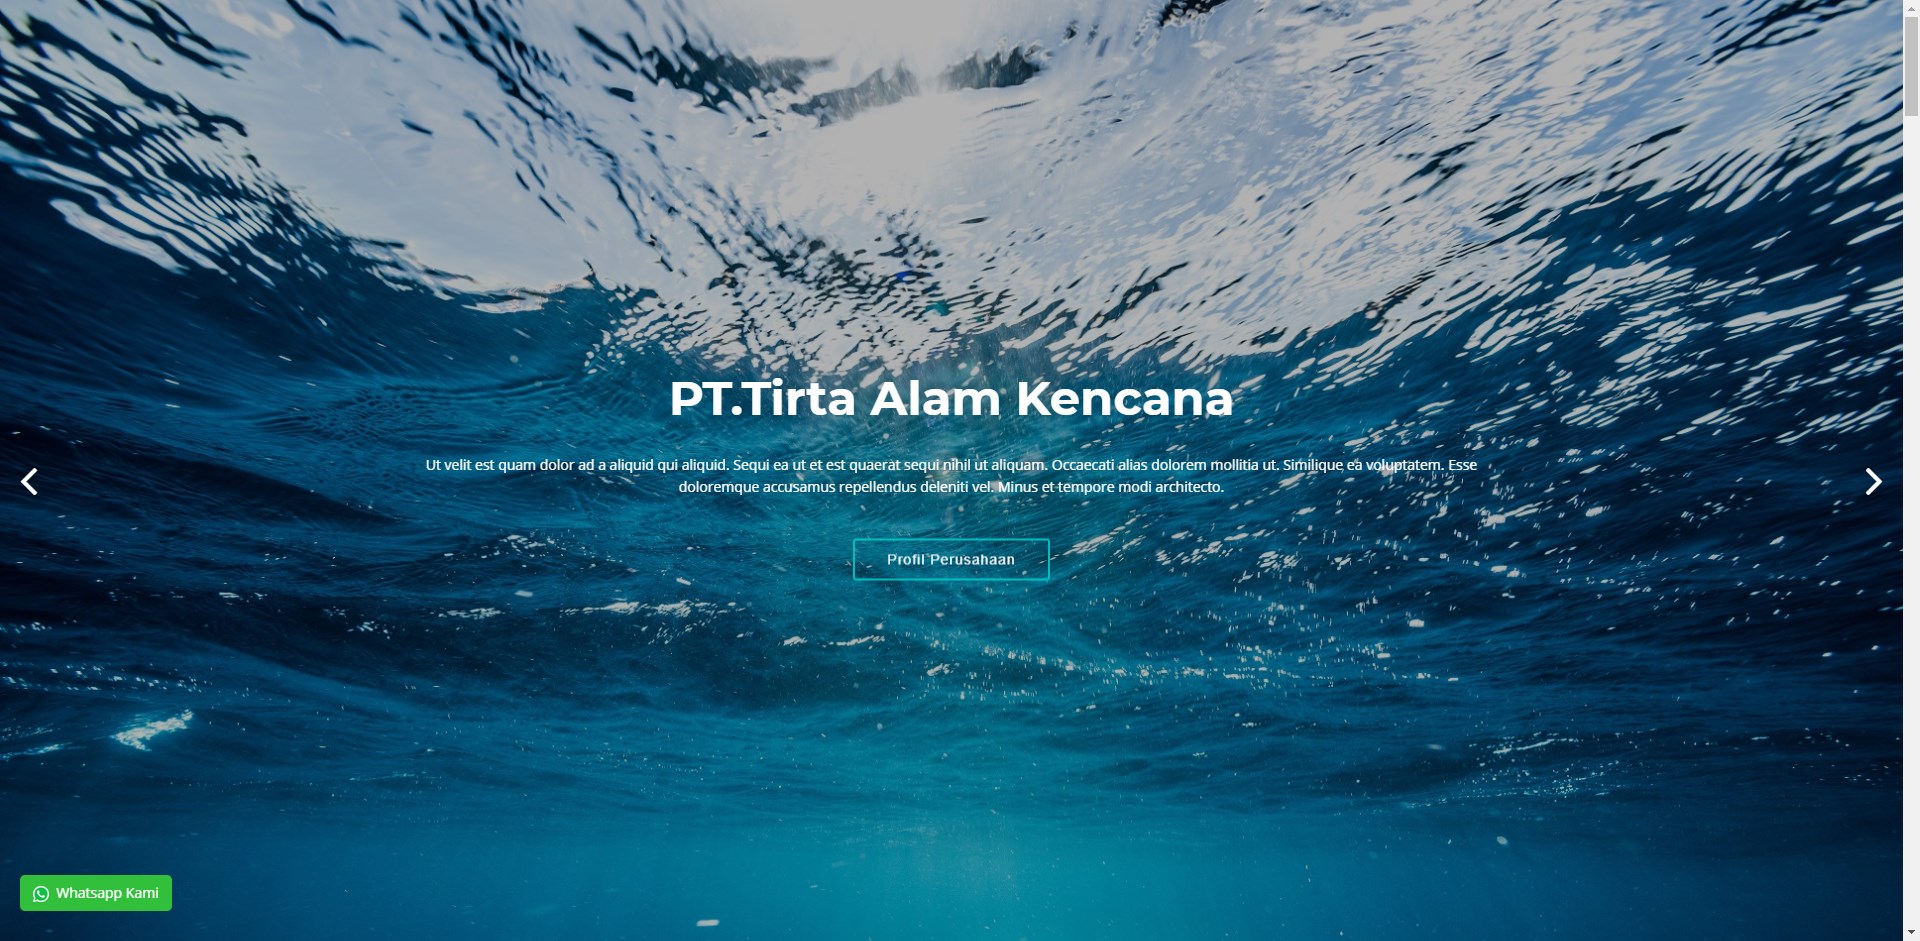 PT.Tirta Alam Kencana
Ut velit est quam dolor ad a aliquid qui aliquid. Sequi ea ut et est quaerat sequi nihil ut aliquam. Occaecati alias dolorem mollitia ut. Similique ea voluptatem. Esse
doloremque accusamus repellendus deleniti vel. Minus et tempore modi architecto.
Profil Perusahaan
Whatsapp Kami